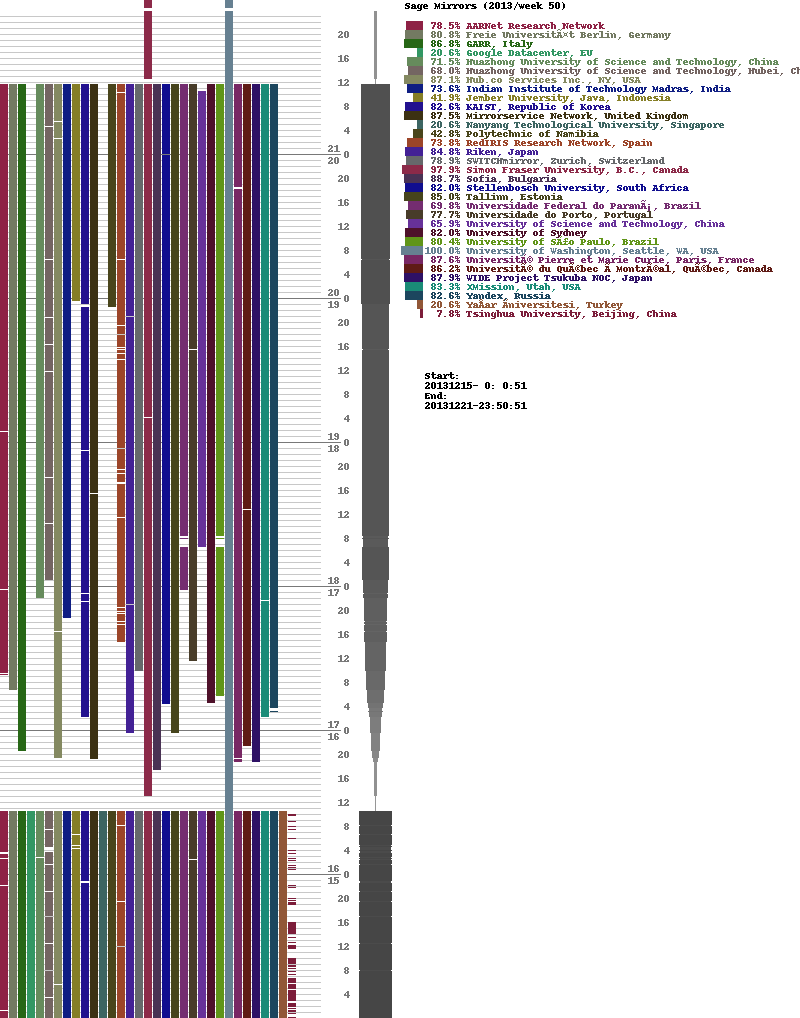 Sage Mirrors (2013/week 50)
78.5% AARNet Research Network
80.8% Freie UniversitÃ¤t Berlin, Germany
86.8% GARR, Italy
20.6% Google Datacenter, EU
71.5% Huazhong University of Science and Technology, China
68.0% Huazhong University of Science and Technology, Hubei, Ch
87.1% Hub.co Services Inc., NY, USA
73.6% Indian Institute of Technology Madras, India
41.9% Jember University, Java, Indonesia
82.6% KAIST, Republic of Korea
87.5% Mirrorservice Network, United Kingdom
20.6% Nanyang Technological University, Singapore
42.8% Polytechnic of Namibia
73.8% RedIRIS Research Network, Spain
84.8% Riken, Japan
78.9% SWITCHmirror, Zurich, Switzerland
97.9% Simon Fraser University, B.C., Canada
88.7% Sofia, Bulgaria
82.0% Stellenbosch University, South Africa
85.0% Tallinn, Estonia
69.8% Universidade Federal do ParanÃ¡, Brazil
77.7% Universidade do Porto, Portugal
65.9% University of Science and Technology, China
82.0% University of Sydney
80.4% University of SÃ£o Paulo, Brazil
100.0% University of Washington, Seattle, WA, USA
87.6% UniversitÃ© Pierre et Marie Curie, Paris, France
86.2% UniversitÃ© du QuÃ©bec A MontrÃ©al, QuÃ©bec, Canada
87.9% WIDE Project Tsukuba NOC, Japan
83.3% XMission, Utah, USA
82.6% Yandex, Russia
20.6% YaÅar Ãniversitesi, Turkey
7.8% Tsinghua University, Beijing, China
Start:
20131215- 0: 0:51
End:
20131221-23:50:51
20
16
12
8
4
21
0
20
20
16
12
8
4
20
0
19
20
16
12
8
4
19
0
18
20
16
12
8
4
18
0
17
20
16
12
8
4
17
0
16
20
16
12
8
4
16
0
15
20
16
12
8
4